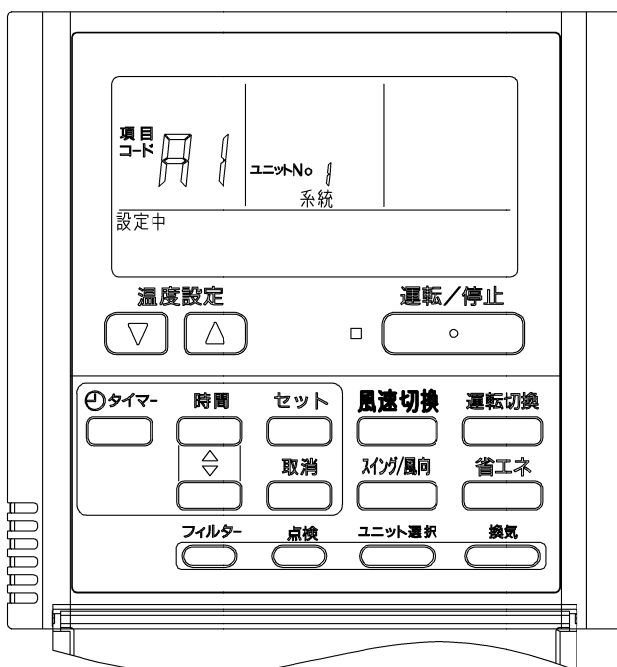 項目
コード
A1
ユニットNo 1
系統
設定中
温度設定
運転／停止
タイマー 時間 セット 風速切換 運転切換
取消 スイング/風向 省エネ
フィルター 点検 ユニット選択 換気